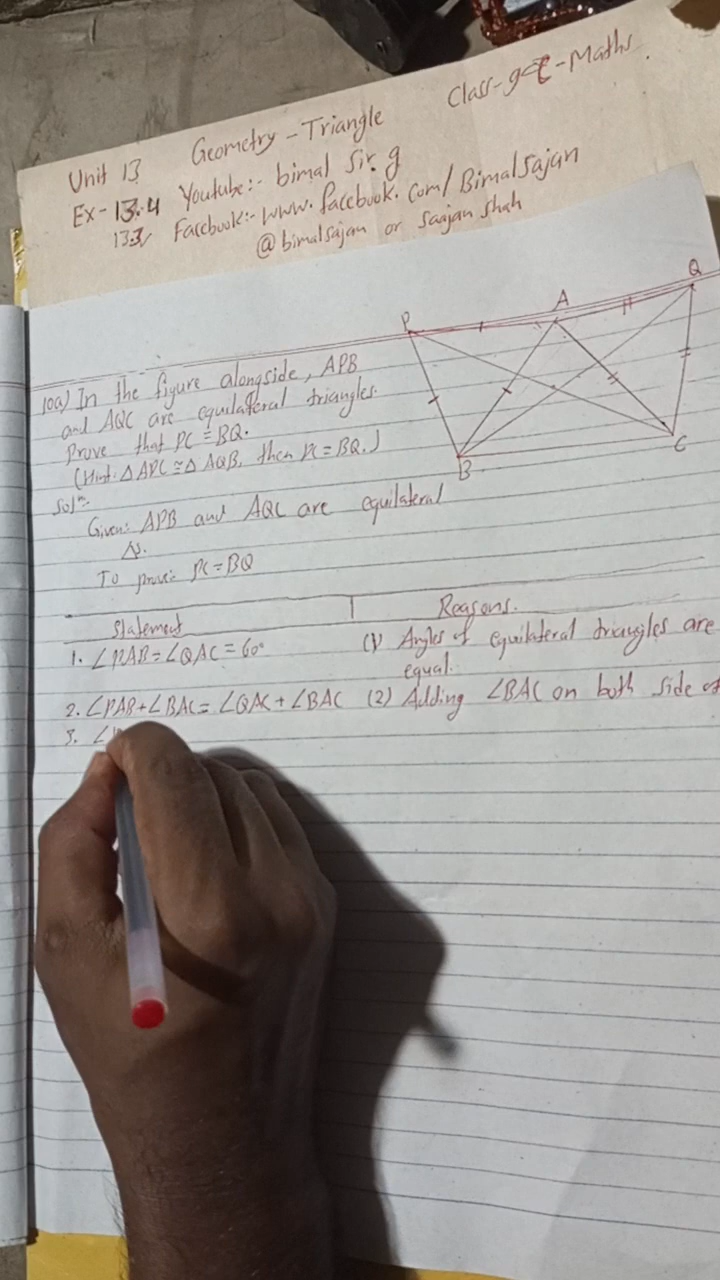 Unit 13 Geometry - Triangle Class-9 - Maths.
Ex- 13.4 Youtube:- bimal sir g
13.3 Facebook:- www.facebook.com/Bimalsajan
@bimalsajan or saajan shah
P A Q
10a) In the figure alongside, APB
and AQC are equilateral triangles.
Prove that PC = BQ.
(Hint: △APC ≅ △AQB, then PC = BQ.)
B C
Solⁿ:
Given: APB and AQC are equilateral
△s.
To prove: PC = BQ
Statement Reasons.
1. ∠PAB = ∠QAC = 60° (1) Angles of equilateral triangles are
equal.
2. ∠PAB + ∠BAC = ∠QAC + ∠BAC (2) Adding ∠BAC on both side of
3. ∠